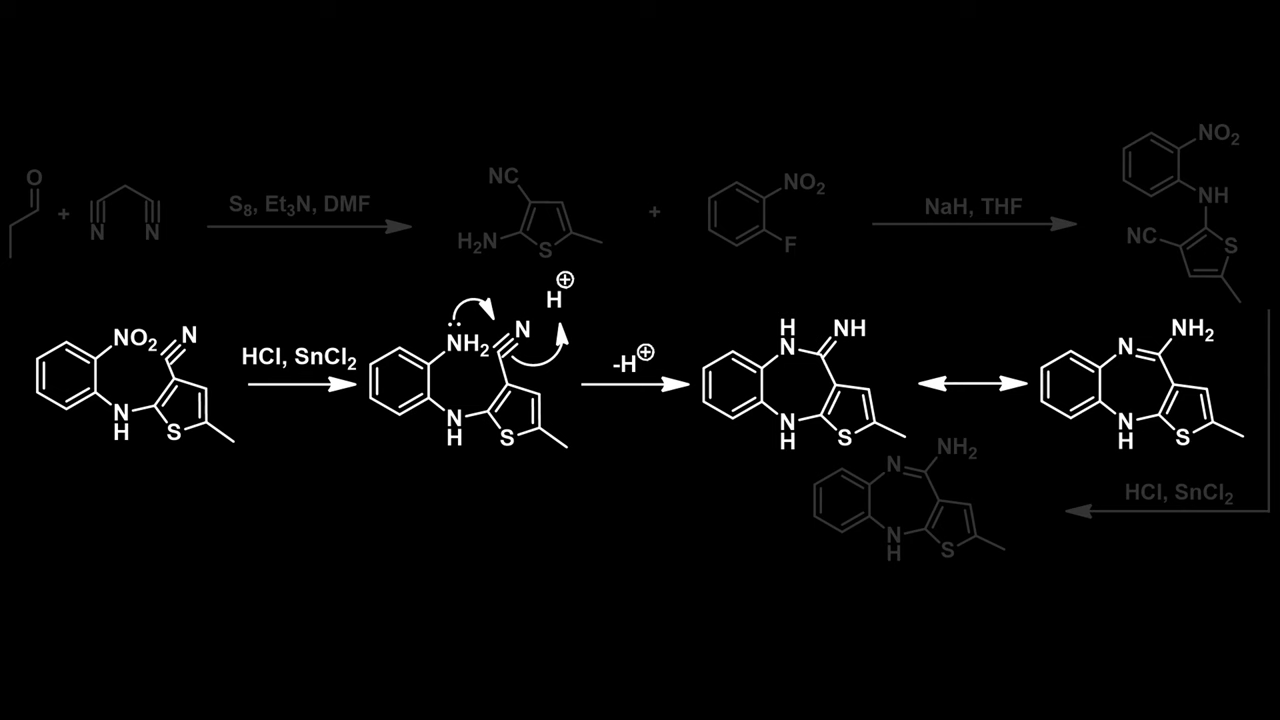 O
+
N
N
S8, Et3N, DMF
NC
H2N
S
+
NO2
F
NaH, THF
NO2
NH
NC
S
NO2
N
N
H
S
HCl, SnCl2
NH2
N
N
H
S
H⊕
-H⊕
H
N
NH
N
H
S
N
NH2
N
H
S
N
NH2
N
H
S
HCl, SnCl2